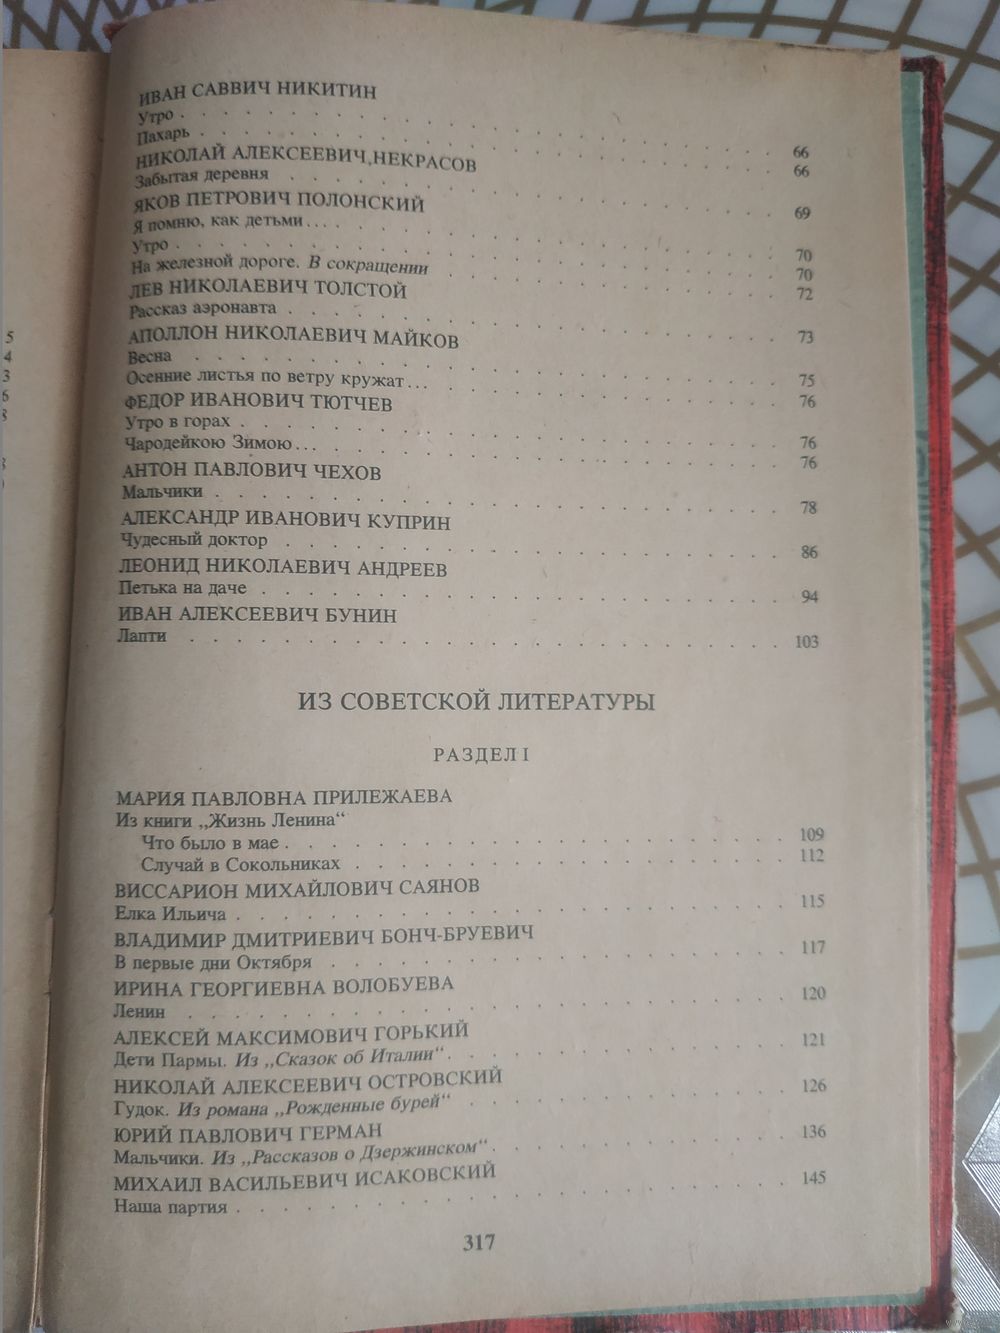 ИВАН САВВИЧ НИКИТИН
Утро . . . . . . . . . . 66
Пахарь . . . . . . . . . . 66
НИКОЛАЙ АЛЕКСЕЕВИЧ НЕКРАСОВ
Забытая деревня . . . . . . . . . . 69
ЯКОВ ПЕТРОВИЧ ПОЛОНСКИЙ
Я помню, как детьми... . . . . . . . . . . 70
Утро . . . . . . . . . . 70
На железной дороге. В сокращении . . . . . . . . . . 72
ЛЕВ НИКОЛАЕВИЧ ТОЛСТОЙ
Рассказ аэронавта . . . . . . . . . . 73
АПОЛЛОН НИКОЛАЕВИЧ МАЙКОВ
Весна . . . . . . . . . . 75
Осенние листья по ветру кружат... . . . . . . . . . . 76
ФЕДОР ИВАНОВИЧ ТЮТЧЕВ
Утро в горах . . . . . . . . . . 76
Чародейкою Зимою... . . . . . . . . . . 76
АНТОН ПАВЛОВИЧ ЧЕХОВ
Мальчики . . . . . . . . . . 78
АЛЕКСАНДР ИВАНОВИЧ КУПРИН
Чудесный доктор . . . . . . . . . . 86
ЛЕОНИД НИКОЛАЕВИЧ АНДРЕЕВ
Петька на даче . . . . . . . . . . 94
ИВАН АЛЕКСЕЕВИЧ БУНИН
Лапти . . . . . . . . . . 103
ИЗ СОВЕТСКОЙ ЛИТЕРАТУРЫ
РАЗДЕЛ I
МАРИЯ ПАВЛОВНА ПРИЛЕЖАЕВА
Из книги „Жизнь Ленина“
Что было в мае . . . . . . . . . . 109
Случай в Сокольниках . . . . . . . . . . 112
ВИССАРИОН МИХАЙЛОВИЧ САЯНОВ
Елка Ильича . . . . . . . . . . 115
ВЛАДИМИР ДМИТРИЕВИЧ БОНЧ-БРУЕВИЧ
В первые дни Октября . . . . . . . . . . 117
ИРИНА ГЕОРГИЕВНА ВОЛОБУЕВА
Ленин . . . . . . . . . . 120
АЛЕКСЕЙ МАКСИМОВИЧ ГОРЬКИЙ
Дети Пармы. Из „Сказок об Италии“ . . . . . . . . . . 121
НИКОЛАЙ АЛЕКСЕЕВИЧ ОСТРОВСКИЙ
Гудок. Из романа „Рожденные бурей“ . . . . . . . . . . 126
ЮРИЙ ПАВЛОВИЧ ГЕРМАН
Мальчики. Из „Рассказов о Дзержинском“ . . . . . . . . . . 136
МИХАИЛ ВАСИЛЬЕВИЧ ИСАКОВСКИЙ
Наша партия . . . . . . . . . . 145
317